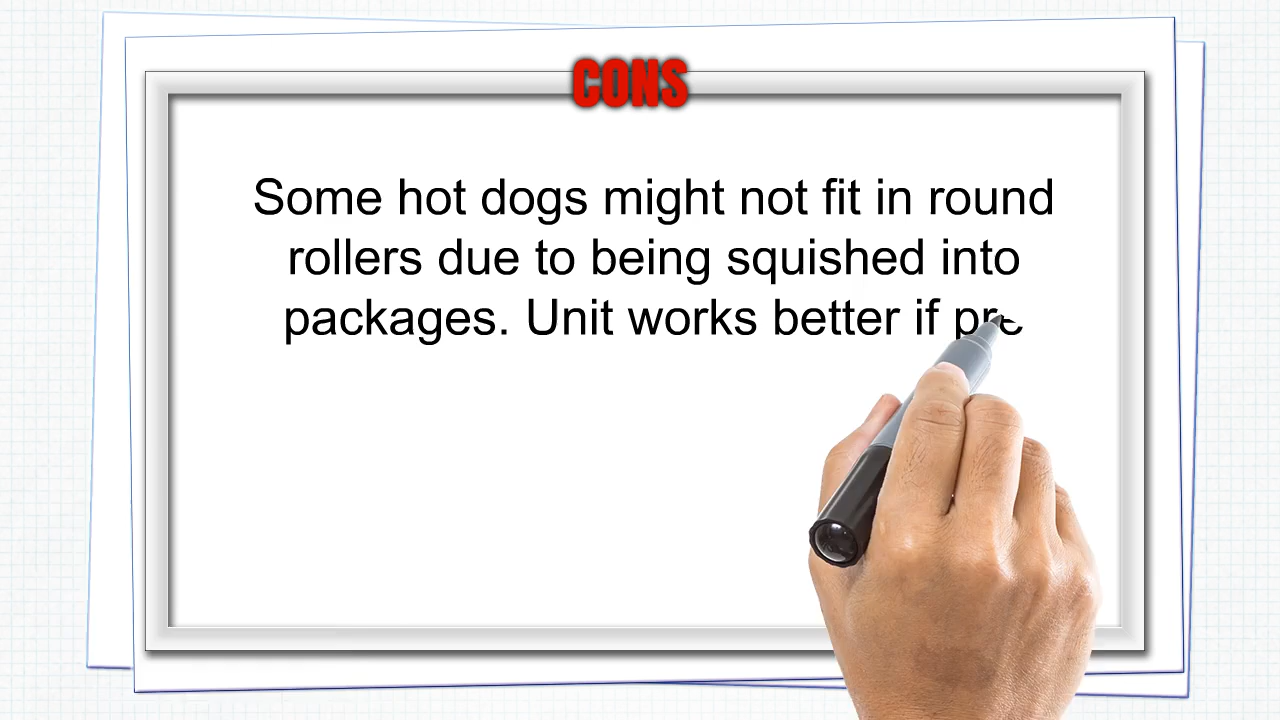 CONS
Some hot dogs might not fit in round
rollers due to being squished into
packages. Unit works better if pre